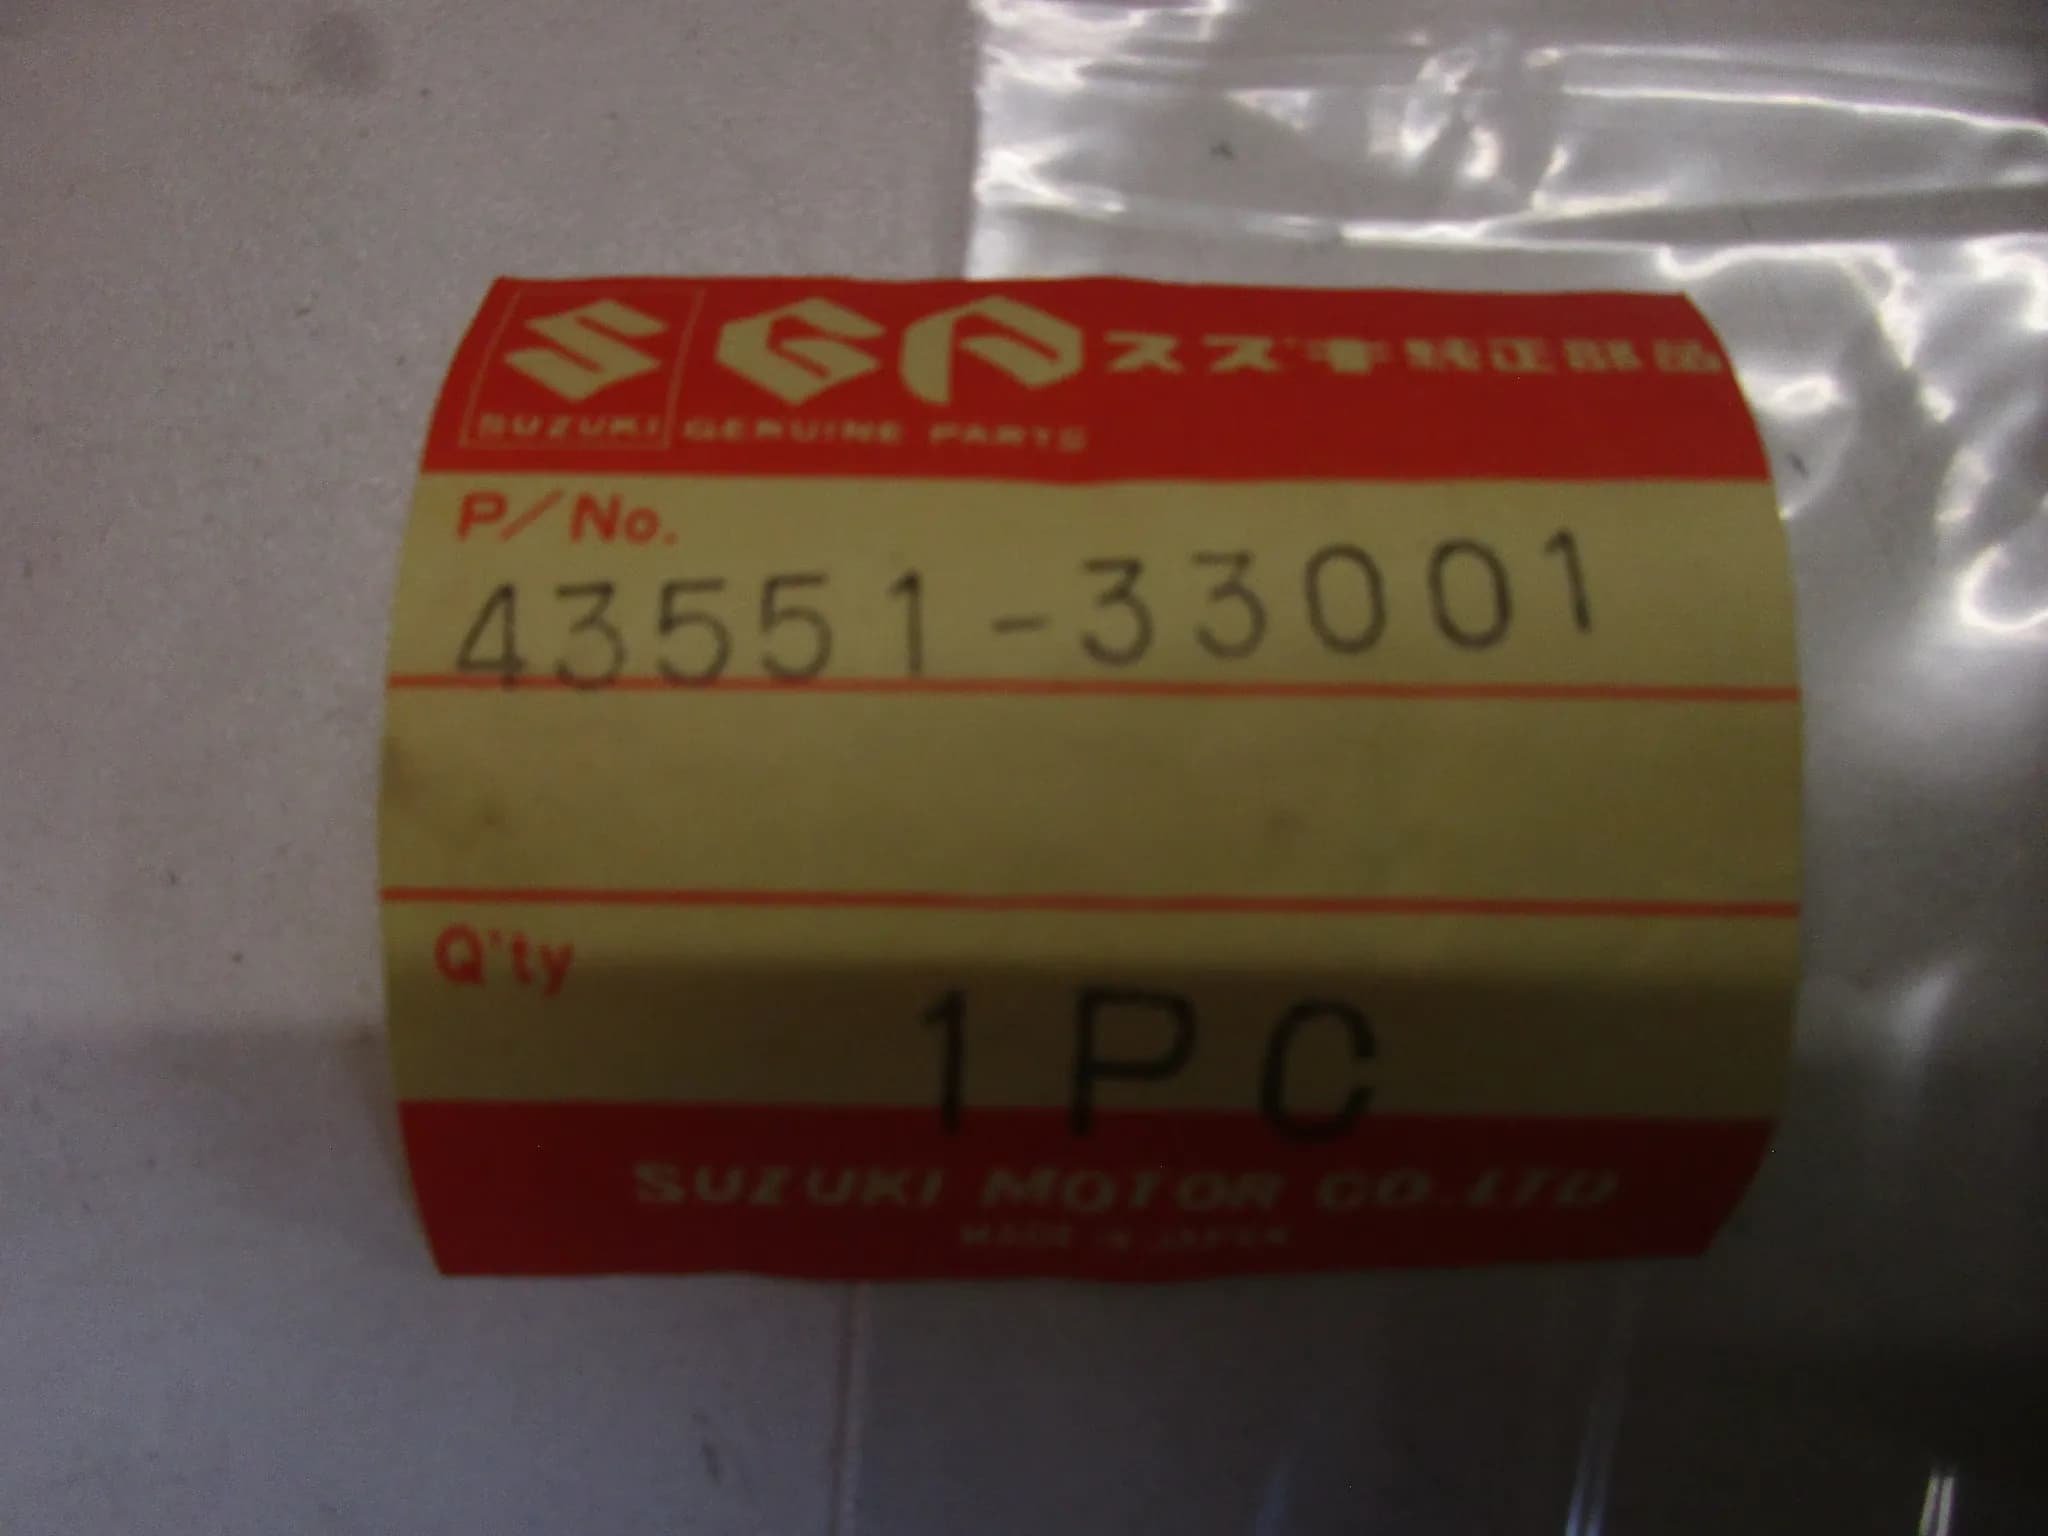 SGP スズキ純正部品
SUZUKI GENUINE PARTS
P/No.
43551-33001
Q'ty
1PC
SUZUKI MOTOR CO.LTD
MADE IN JAPAN